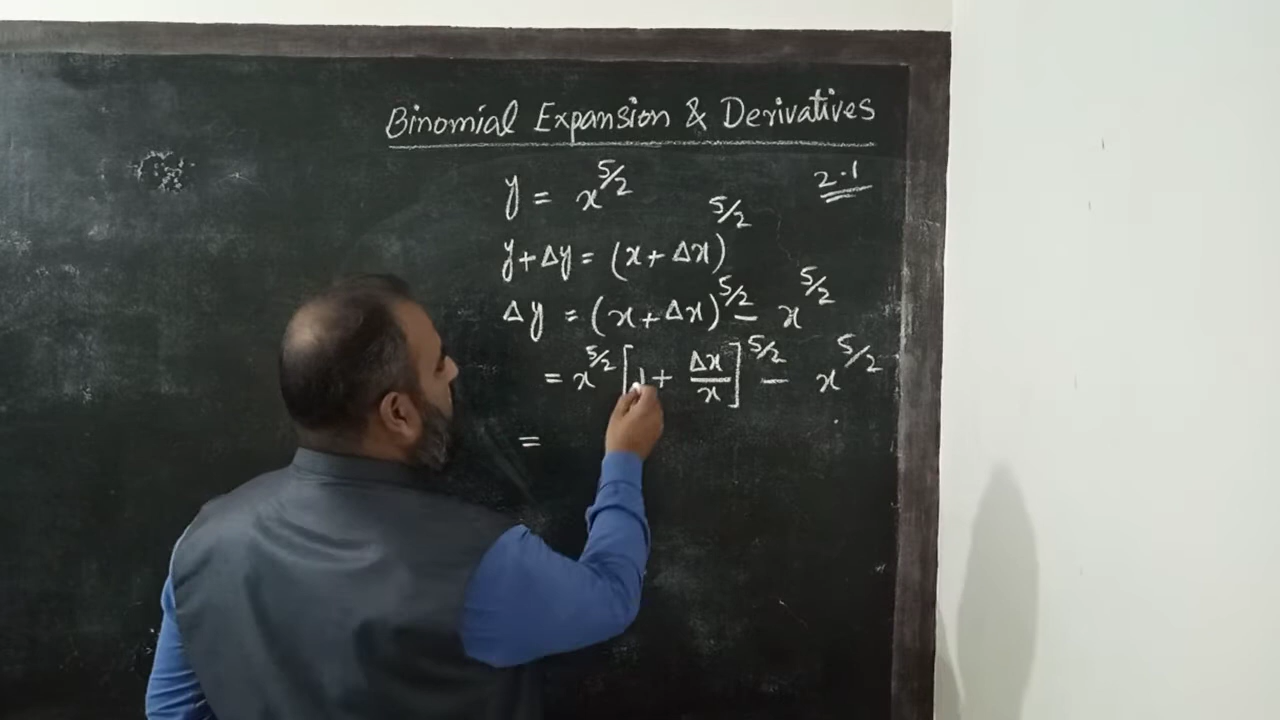 Binomial Expansion & Derivatives
y = x^5/2
2.1
y + Δy = (x + Δx)^5/2
Δy = (x + Δx)^5/2 - x^5/2
= x^5/2 [1 + Δx/x]^5/2 - x^5/2
=